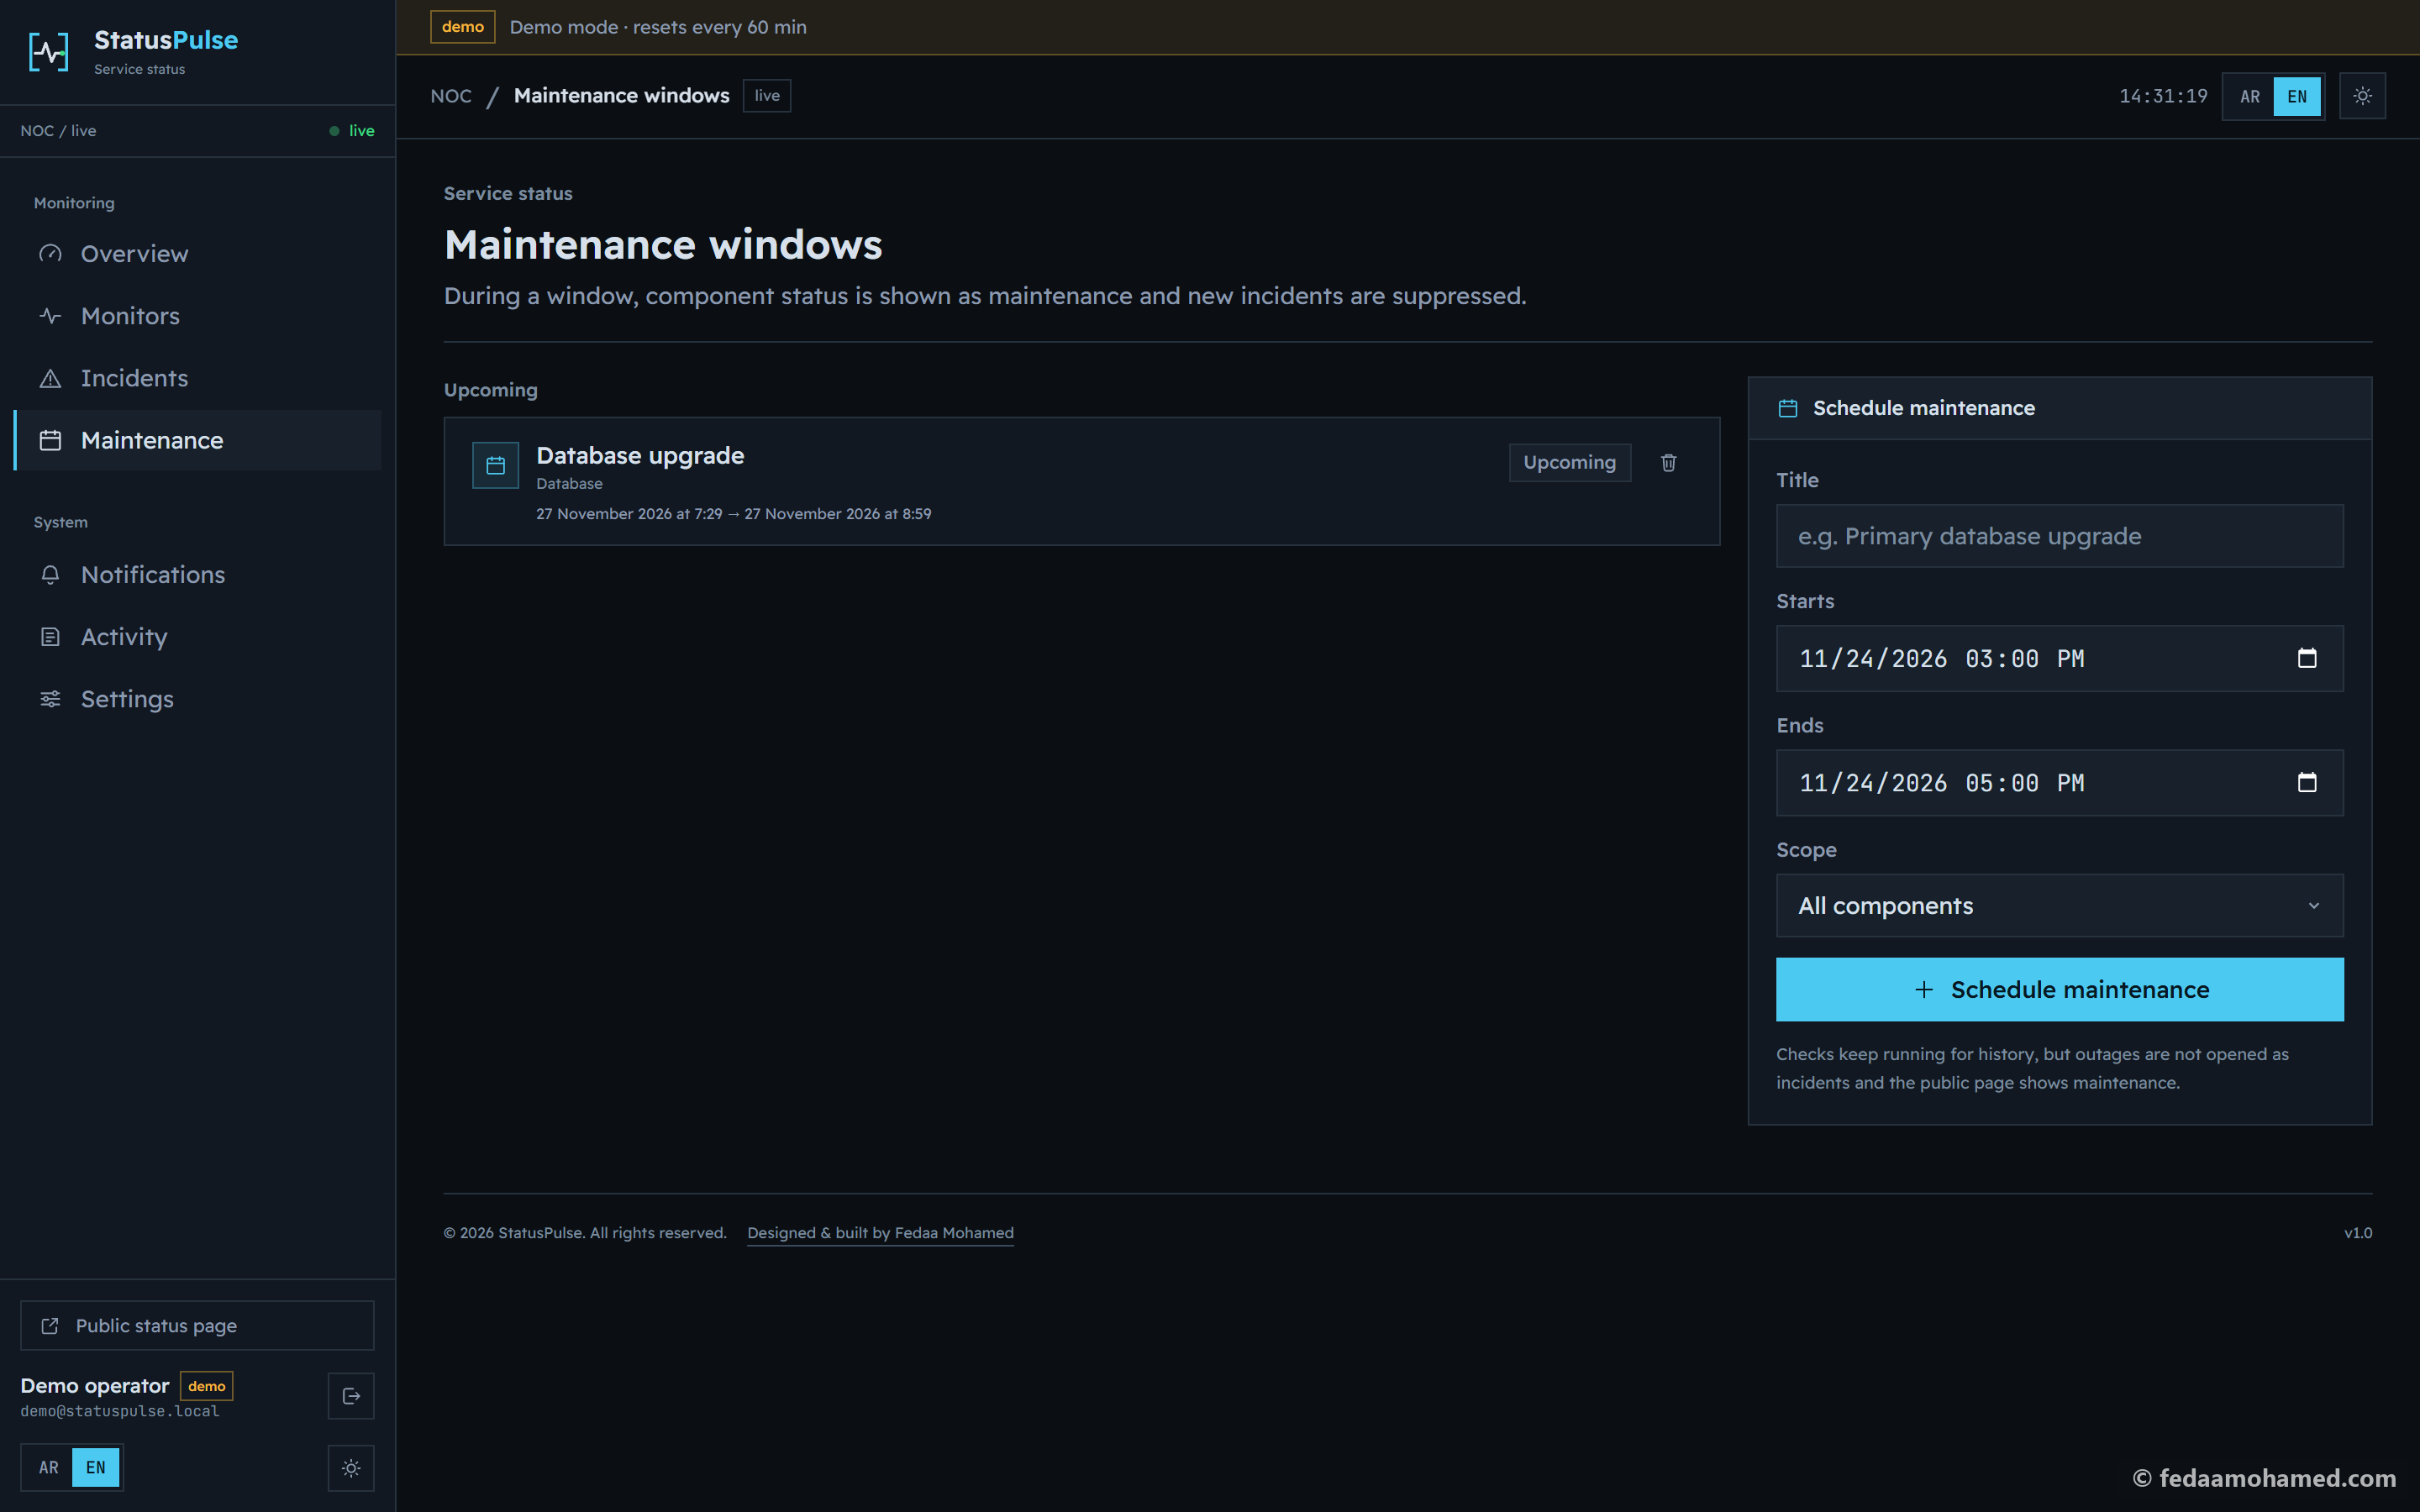 StatusPulse
Service status
NOC / live
live
Monitoring
Overview
Monitors
Incidents
Maintenance
System
Notifications
Activity
Settings
Public status page
Demo operator demo
demo@statuspulse.local
AR EN
demo Demo mode · resets every 60 min
NOC / Maintenance windows live
14:31:19 AR EN
Service status
Maintenance windows
During a window, component status is shown as maintenance and new incidents are suppressed.
Upcoming
Database upgrade
Database
27 November 2026 at 7:29 → 27 November 2026 at 8:59
Upcoming
Schedule maintenance
Title
e.g. Primary database upgrade
Starts
11/24/2026 03:00 PM
Ends
11/24/2026 05:00 PM
Scope
All components
+ Schedule maintenance
Checks keep running for history, but outages are not opened as
incidents and the public page shows maintenance.
© 2026 StatusPulse. All rights reserved. Designed & built by Fedaa Mohamed
v1.0
© fedaamohamed.com